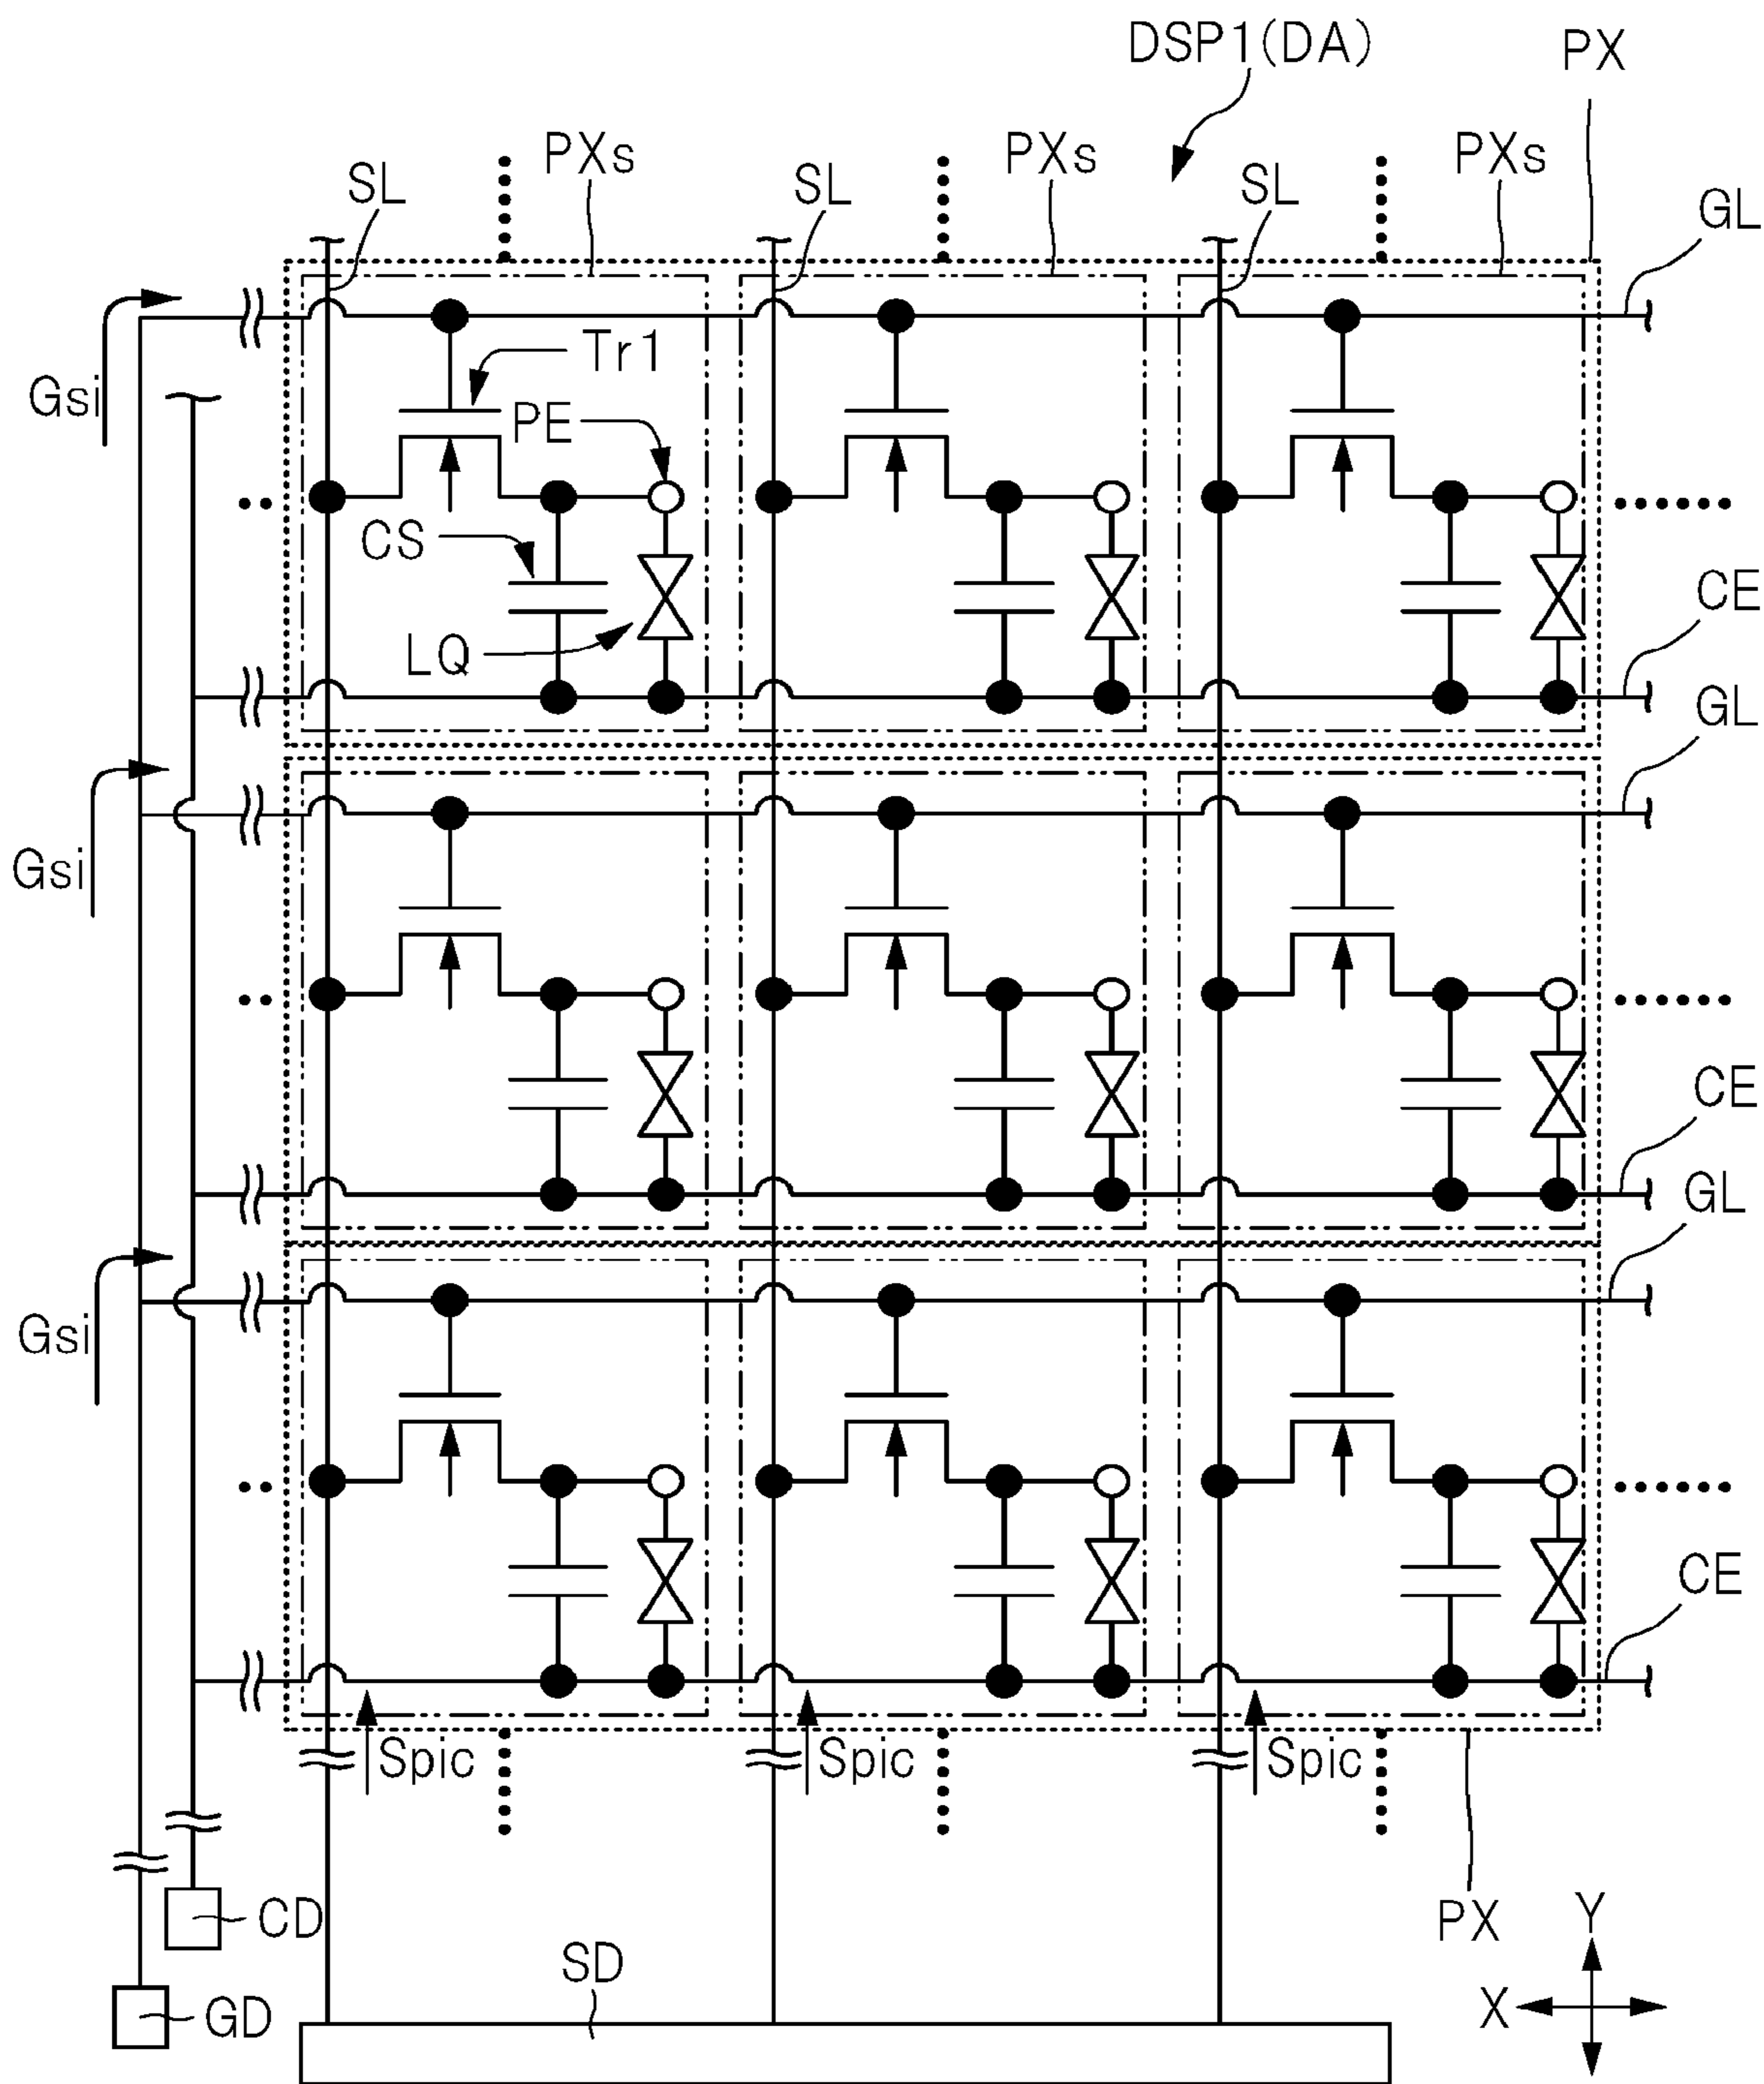 DSP1(DA)
PX
PXs
PXs
PXs
SL
SL
SL
GL
Gsi
Tr1
PE
CS
LQ
CE
GL
Gsi
CE
GL
Gsi
CE
Spic
Spic
Spic
CD
PX
Y
SD
GD
X